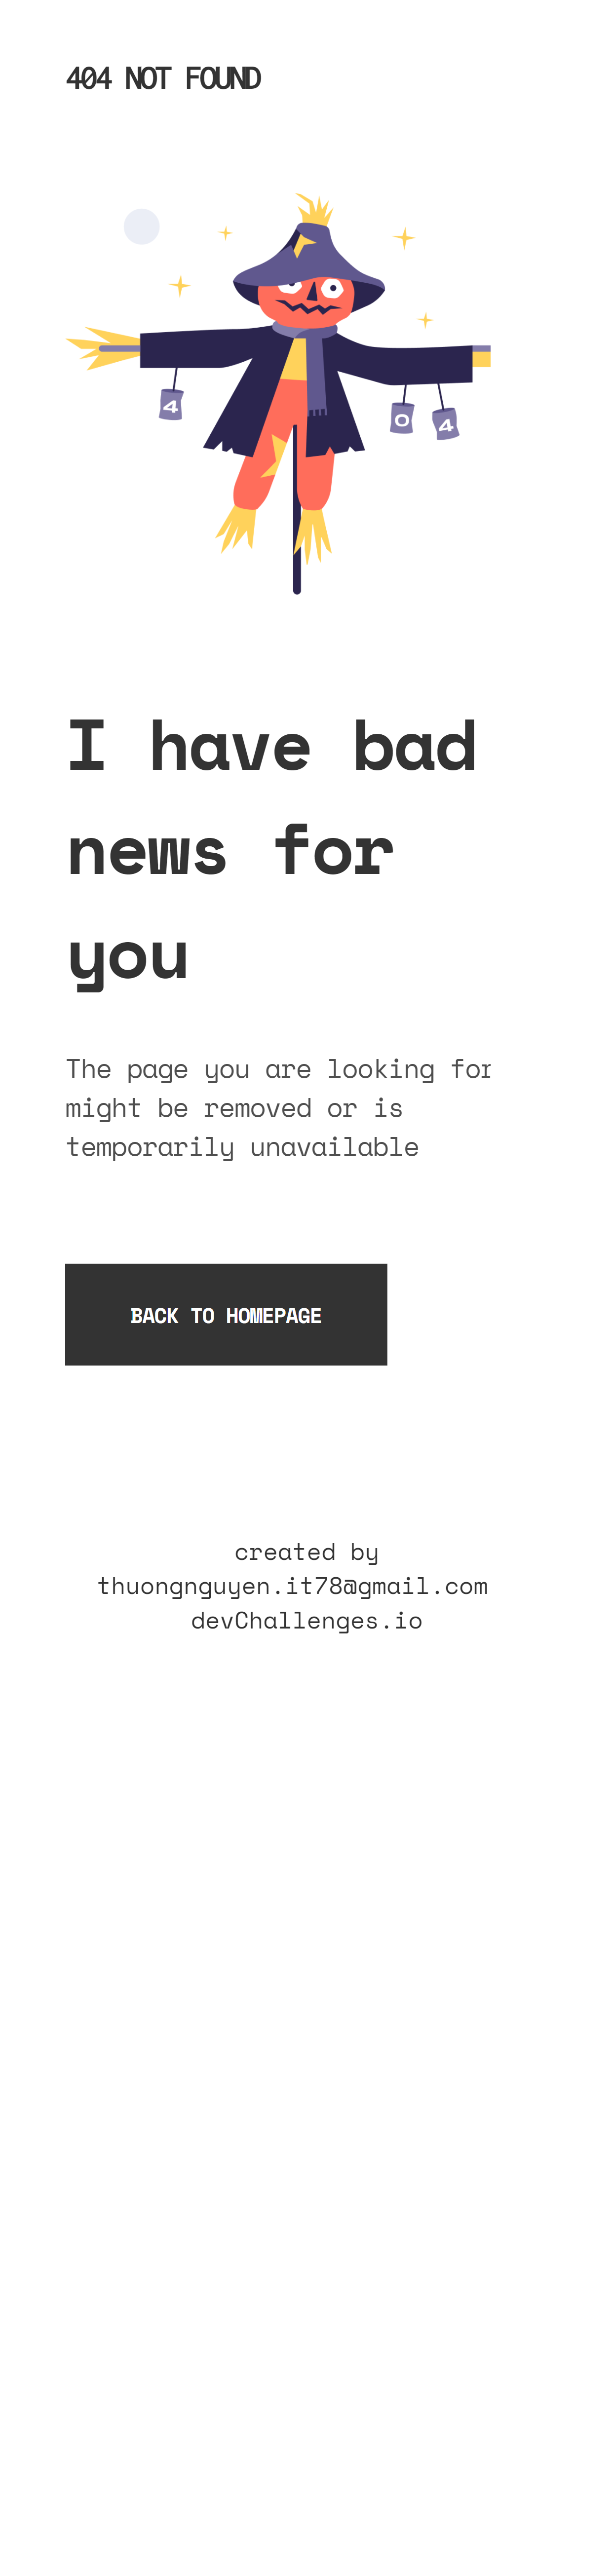 404 NOT FOUND
4
0
4
I have bad
news for
you
The page you are looking for
might be removed or is
temporarily unavailable
BACK TO HOMEPAGE
created by
thuongnguyen.it78@gmail.com
devChallenges.io